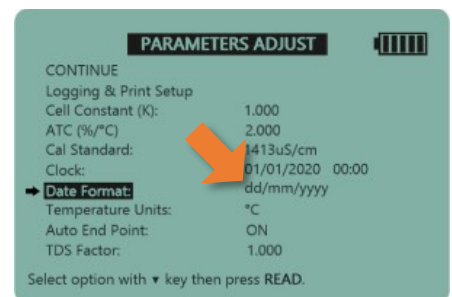 PARAMETERS ADJUST
CONTINUE
Logging & Print Setup
Cell Constant (K): 1.000
ATC (%/°C) 2.000
Cal Standard: 1413uS/cm
Clock: 01/01/2020 00:00
Date Format: dd/mm/yyyy
Temperature Units: °C
Auto End Point: ON
TDS Factor: 1.000
Select option with ▾ key then press READ.